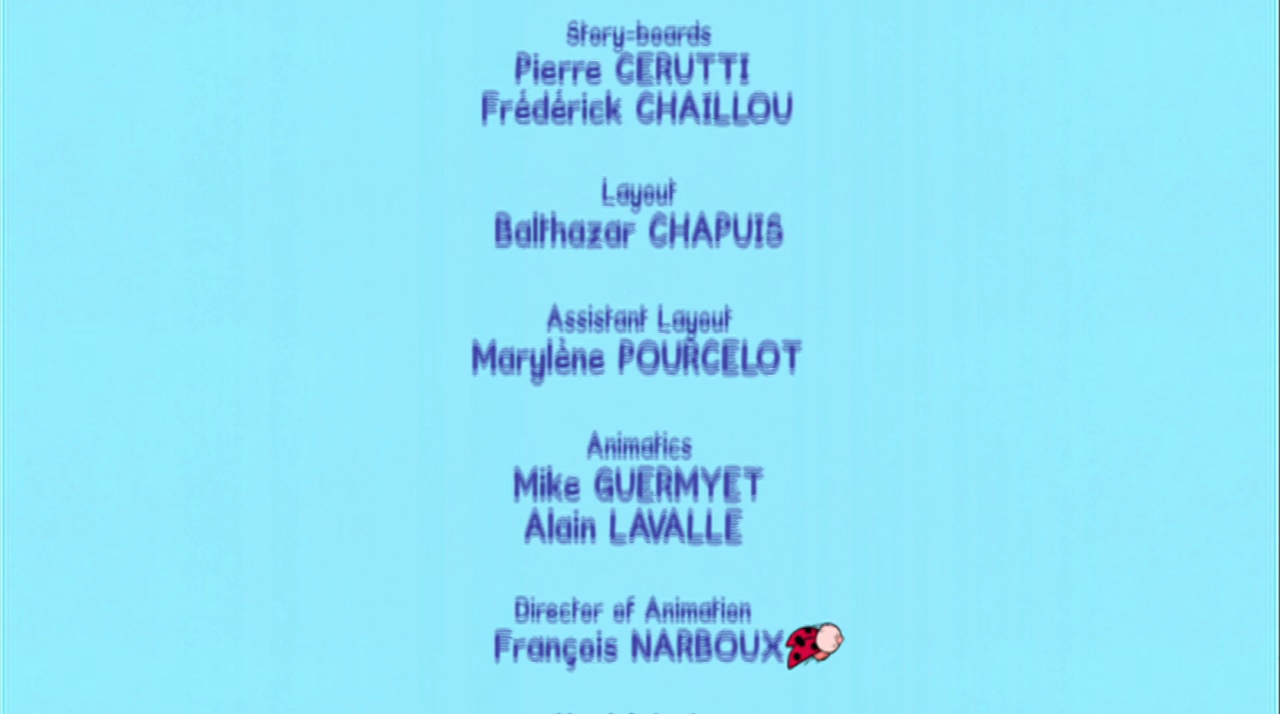 Story-boards
Pierre CERUTTI
Frédérick CHAILLOU
Layout
Balthazar CHAPUIS
Assistant Layout
Marylène POURCELOT
Animatics
Mike GUERMYET
Alain LAVALLE
Director of Animation
François NARBOUX